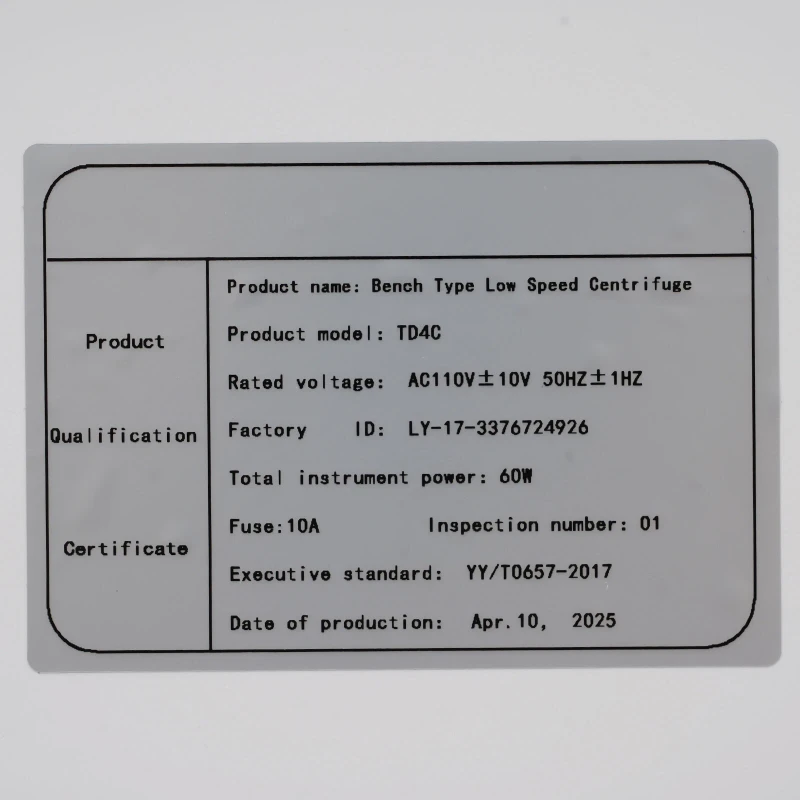 Product
Qualification
Certificate
Product name: Bench Type Low Speed Centrifuge
Product model: TD4C
Rated voltage: AC110V±10V 50HZ±1HZ
Factory ID: LY-17-3376724926
Total instrument power: 60W
Fuse:10A Inspection number: 01
Executive standard: YY/T0657-2017
Date of production: Apr.10, 2025